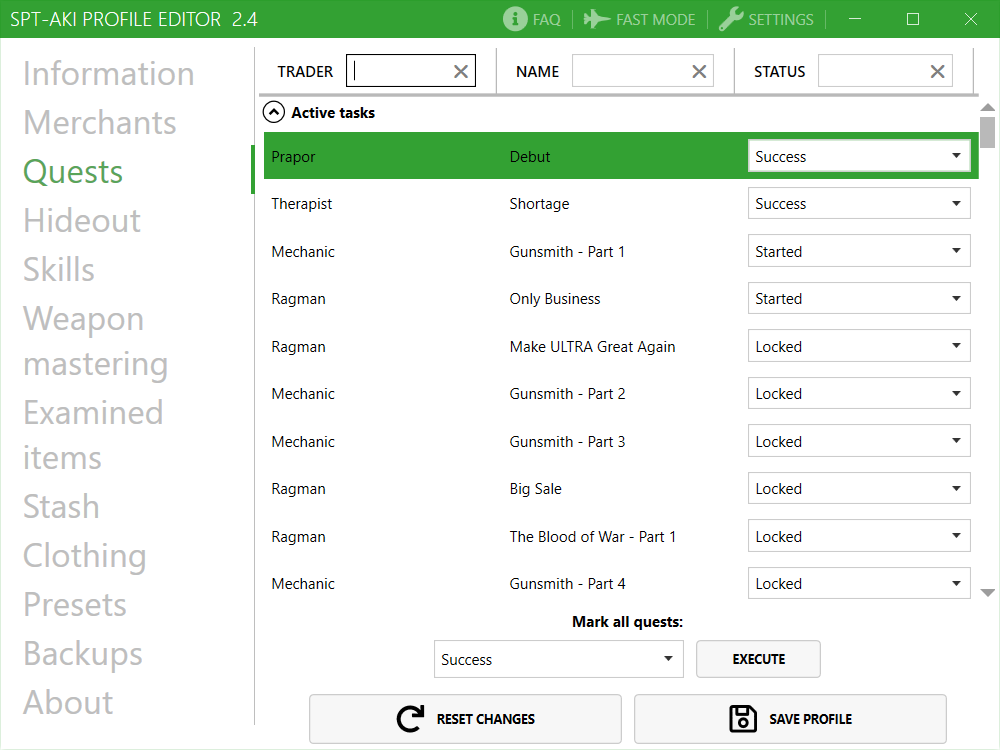 SPT-AKI PROFILE EDITOR 2.4
FAQ
FAST MODE
SETTINGS
Information
Merchants
Quests
Hideout
Skills
Weapon
mastering
Examined
items
Stash
Clothing
Presets
Backups
About
TRADER
NAME
STATUS
Active tasks
Prapor Debut Success
Therapist Shortage Success
Mechanic Gunsmith - Part 1 Started
Ragman Only Business Started
Ragman Make ULTRA Great Again Locked
Mechanic Gunsmith - Part 2 Locked
Mechanic Gunsmith - Part 3 Locked
Ragman Big Sale Locked
Ragman The Blood of War - Part 1 Locked
Mechanic Gunsmith - Part 4 Locked
Mark all quests:
Success
EXECUTE
RESET CHANGES
SAVE PROFILE